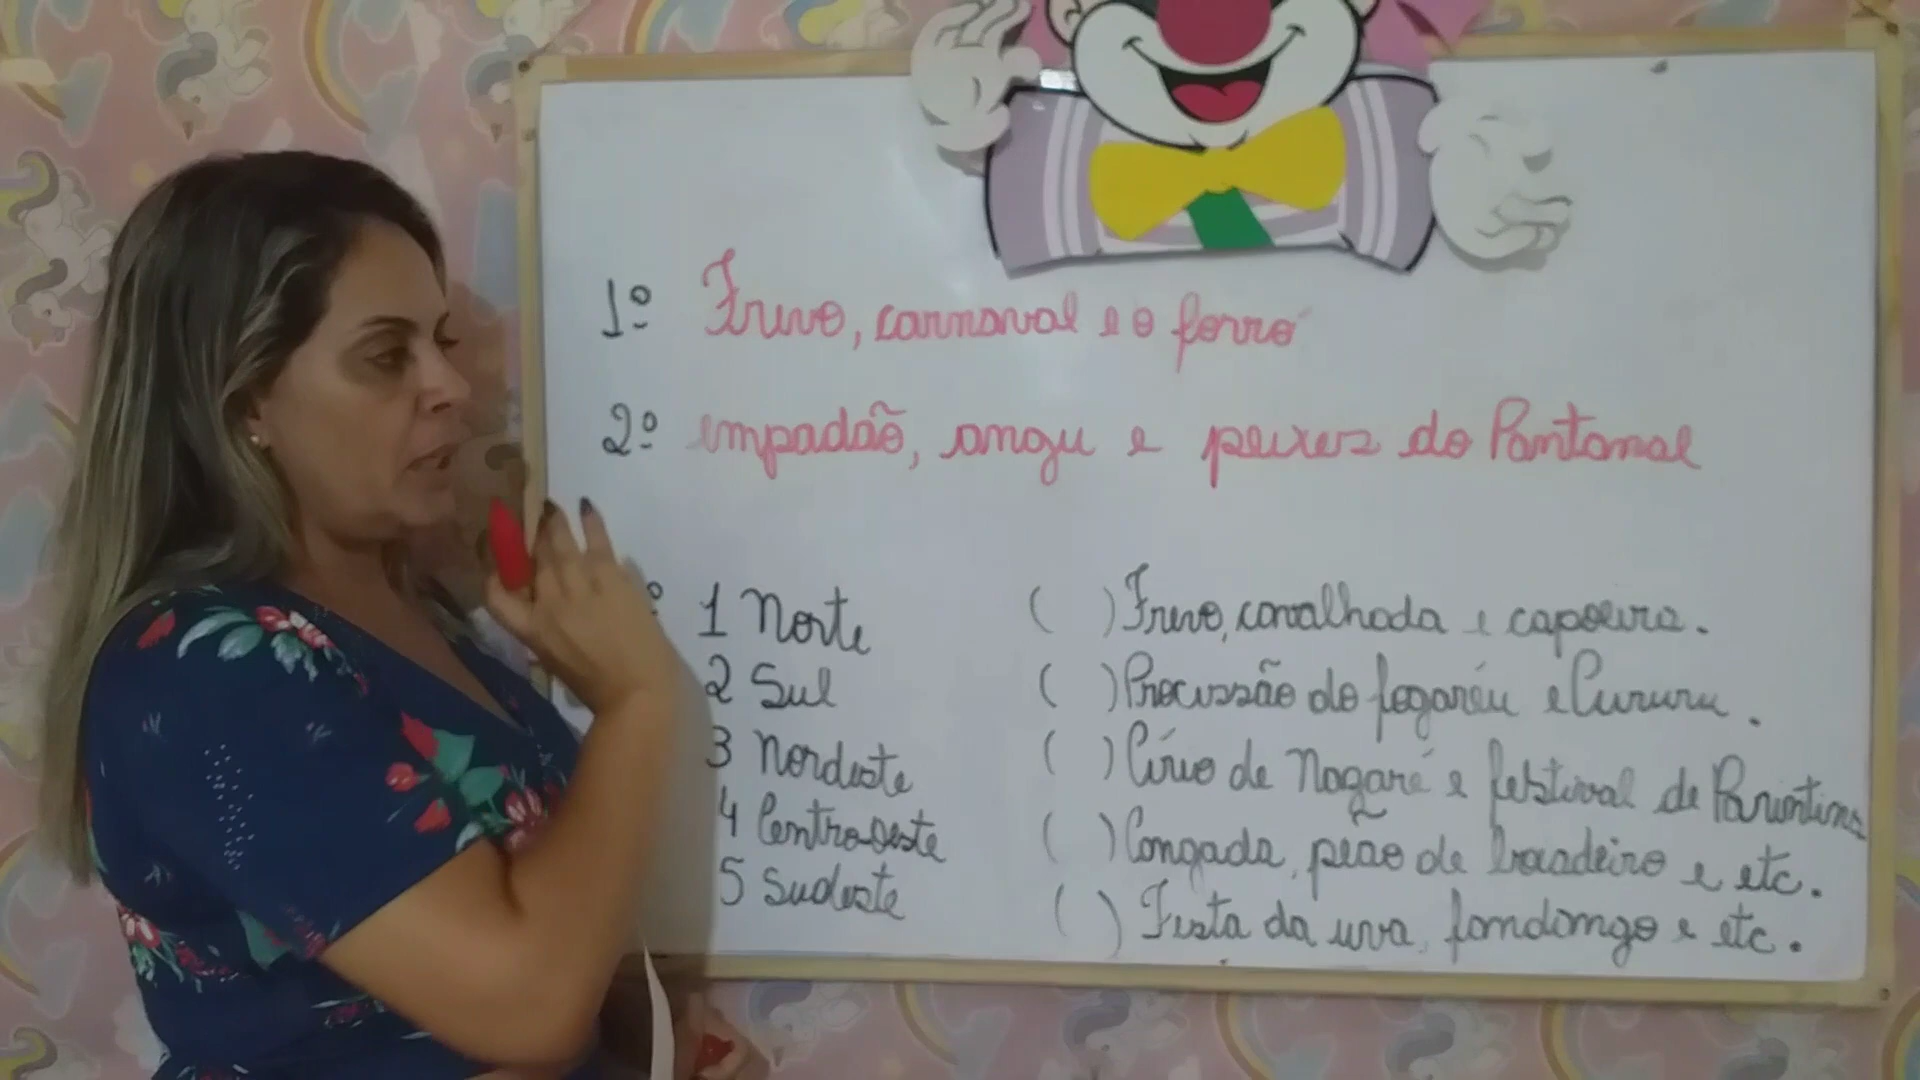 1º Frevo, carnaval e o forró
2º empadão, angu e peixes do Pantanal
º 1 Norte ( ) Frevo, cavalhada e capoeira.
2 Sul ( ) Procissão do fogaréu e Cururu.
3 Nordeste ( ) Círio de Nazaré e festival de Parintins
4 Centro-Oeste ( ) Congada, peão de boiadeiro e etc.
5 Sudeste ( ) Festa da uva, fandango e etc.